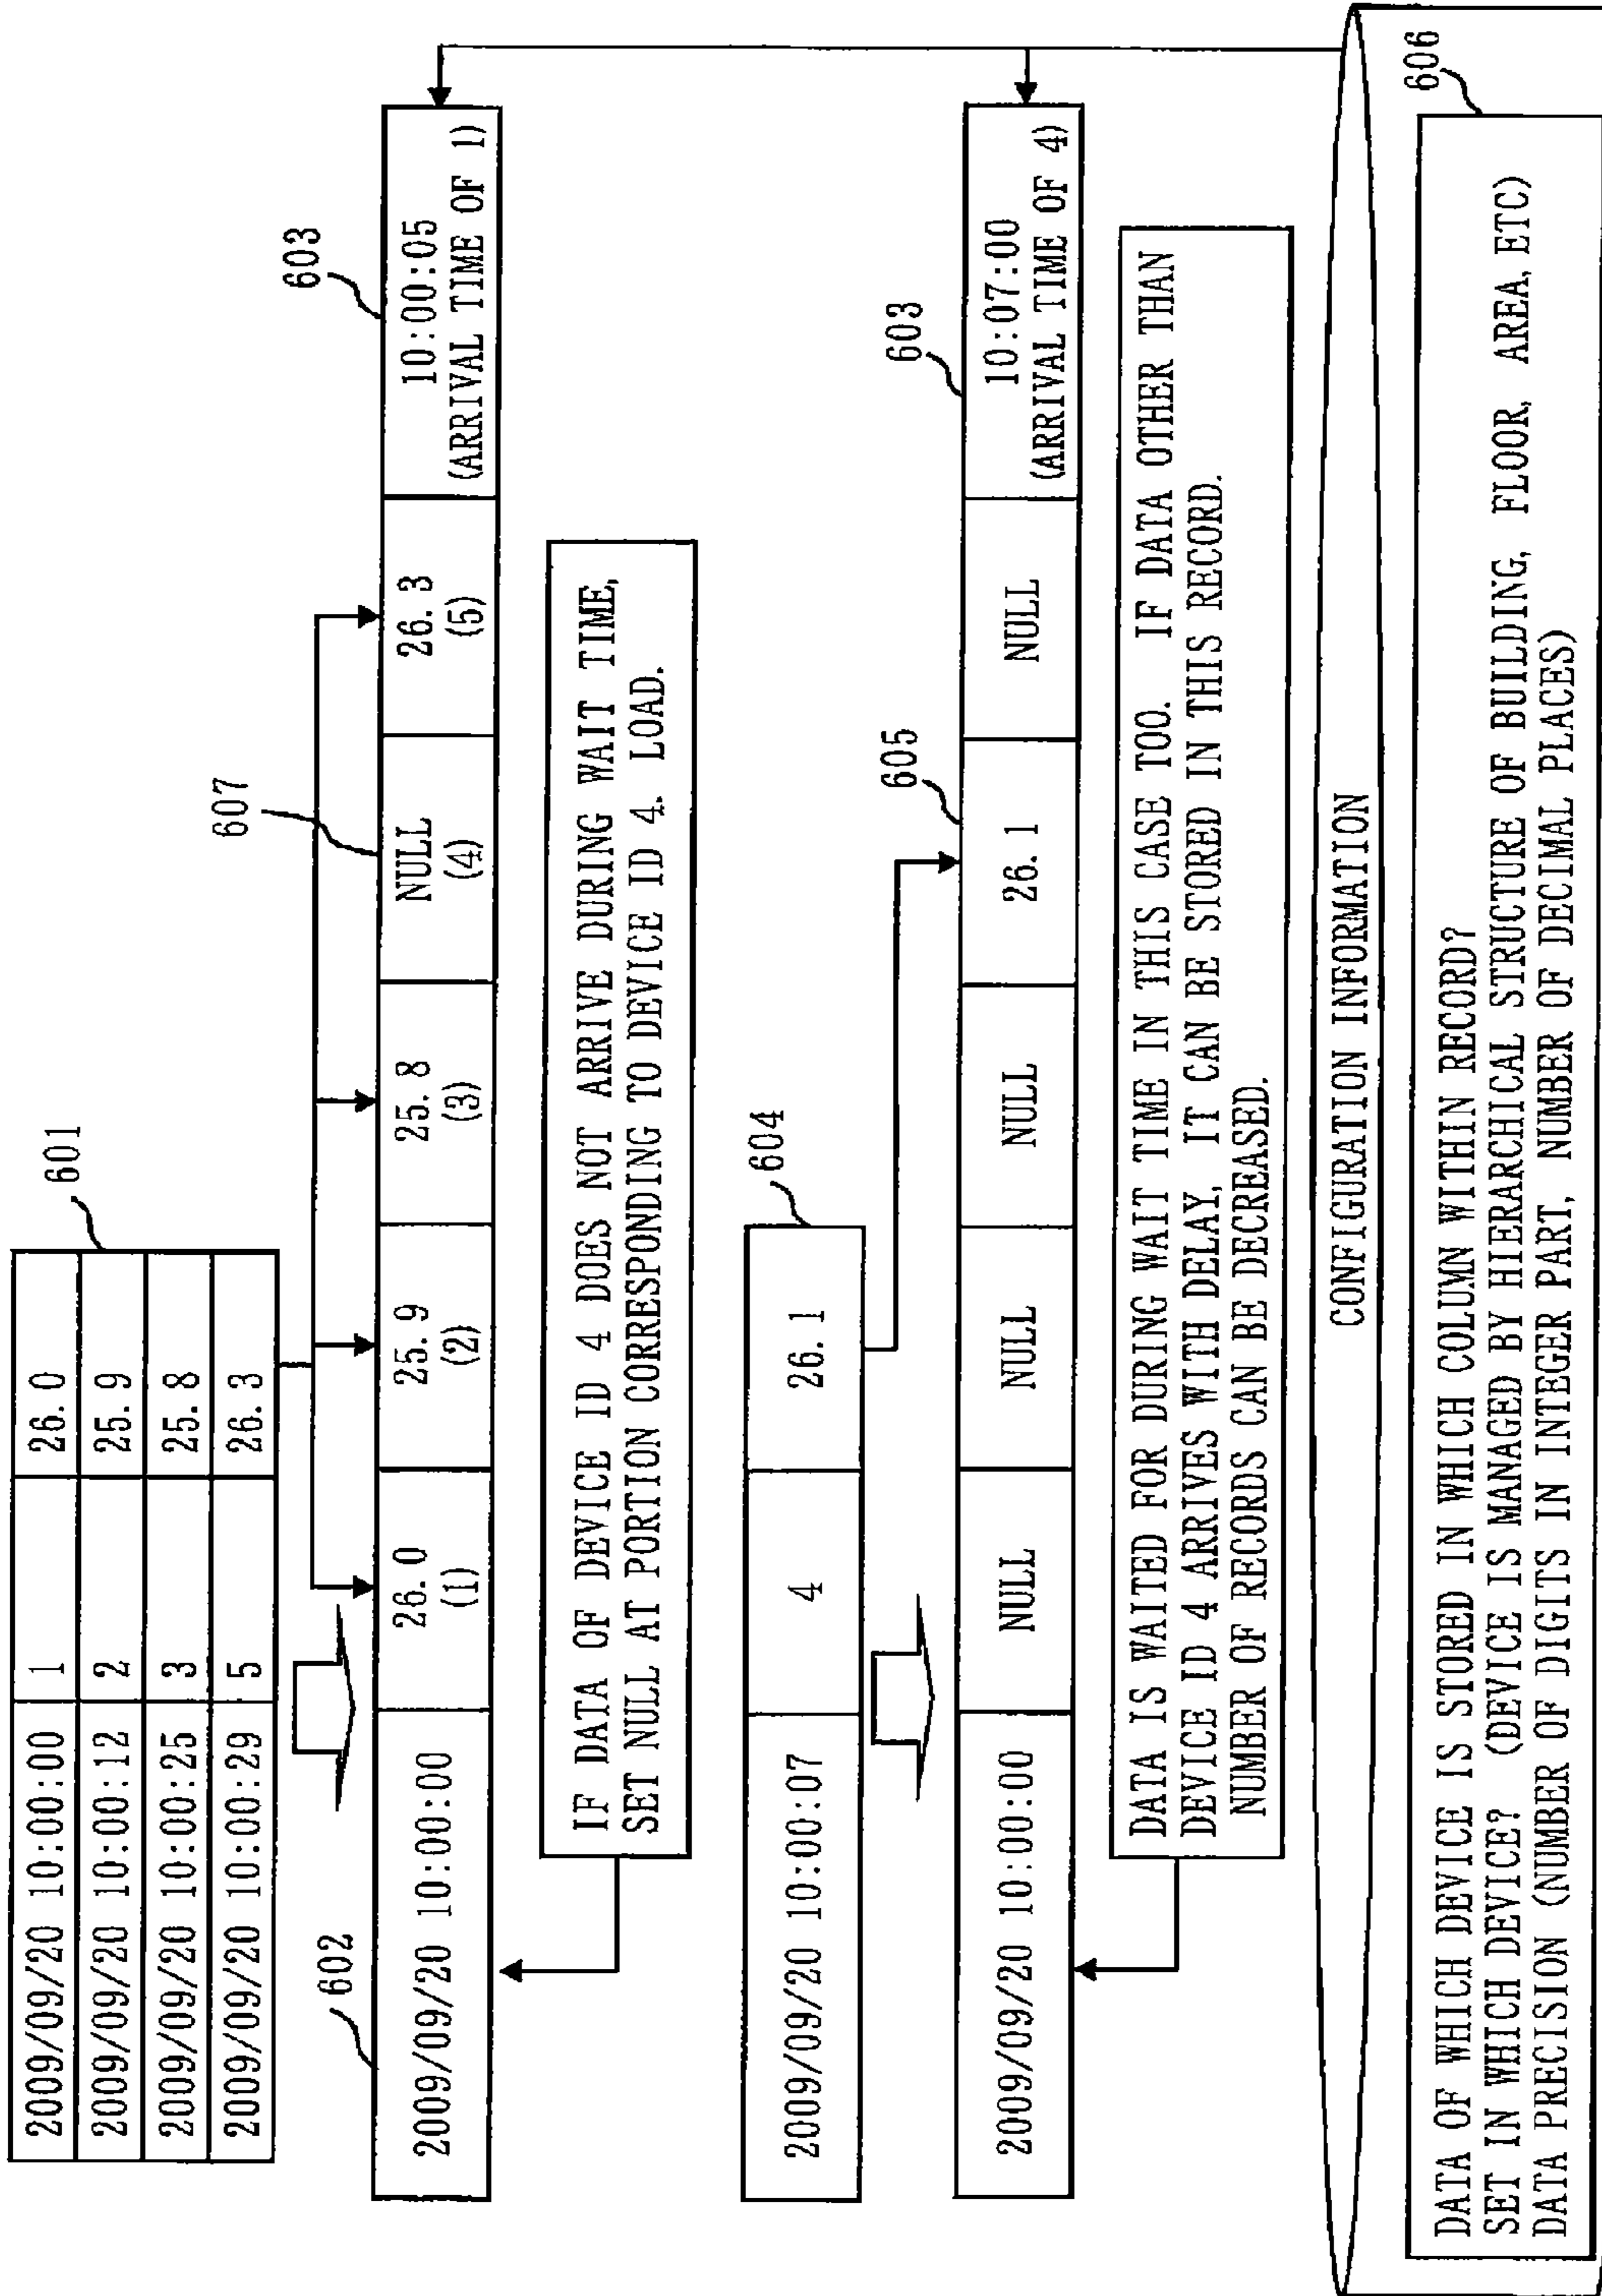 601
2009/09/20 10:00:00 1 26.0
2009/09/20 10:00:12 2 25.9
2009/09/20 10:00:25 3 25.8
2009/09/20 10:00:29 5 26.3
602
607
603
2009/09/20 10:00:00
26.0
(1)
25.9
(2)
25.8
(3)
NULL
(4)
26.3
(5)
10:00:05
(ARRIVAL TIME OF 1)
IF DATA OF DEVICE ID 4 DOES NOT ARRIVE DURING WAIT TIME,
SET NULL AT PORTION CORRESPONDING TO DEVICE ID 4. LOAD.
604
2009/09/20 10:00:07 4 26.1
605
603
2009/09/20 10:00:00 NULL NULL NULL 26.1 NULL
10:07:00
(ARRIVAL TIME OF 4)
DATA IS WAITED FOR DURING WAIT TIME IN THIS CASE TOO. IF DATA OTHER THAN
DEVICE ID 4 ARRIVES WITH DELAY, IT CAN BE STORED IN THIS RECORD.
NUMBER OF RECORDS CAN BE DECREASED.
CONFIGURATION INFORMATION
606
DATA OF WHICH DEVICE IS STORED IN WHICH COLUMN WITHIN RECORD?
SET IN WHICH DEVICE? (DEVICE IS MANAGED BY HIERARCHICAL STRUCTURE OF BUILDING, FLOOR, AREA, ETC)
DATA PRECISION (NUMBER OF DIGITS IN INTEGER PART, NUMBER OF DECIMAL PLACES)